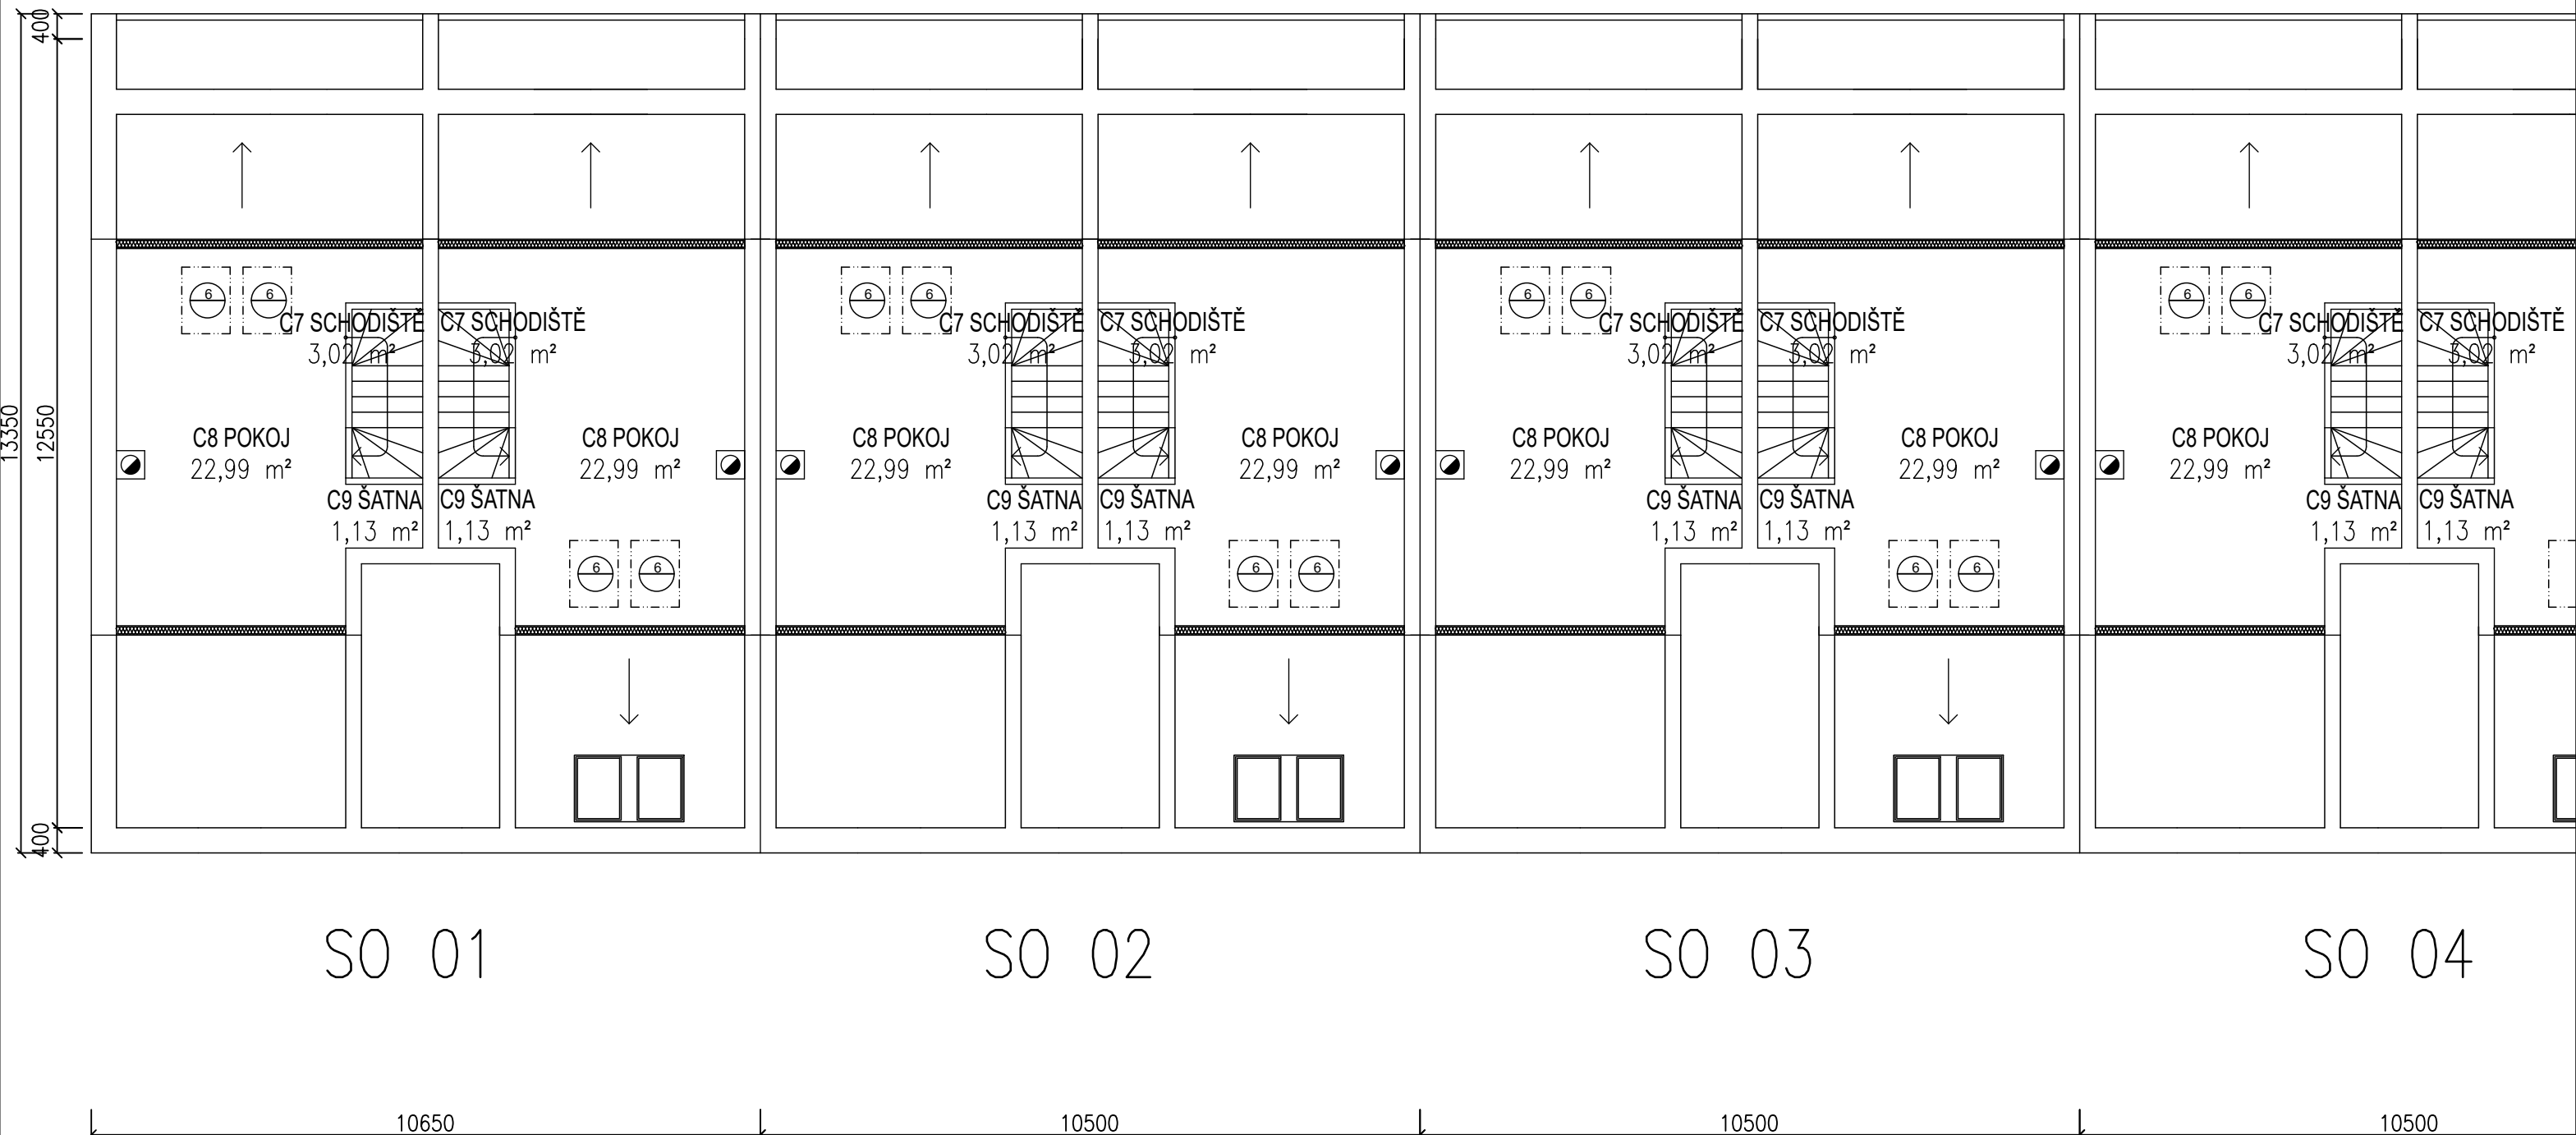 400
13350
12550
400
6 6
6 6
6 6
6 6
C7 SCHODIŠTĚ C7 SCHODIŠTĚ
3,02 m² 3,02 m²
C7 SCHODIŠTĚ C7 SCHODIŠTĚ
3,02 m² 3,02 m²
C7 SCHODIŠTĚ C7 SCHODIŠTĚ
3,02 m² 3,02 m²
C7 SCHODIŠTĚ C7 SCHODIŠTĚ
3,02 m² 3,02 m²
C8 POKOJ C8 POKOJ
22,99 m² 22,99 m²
C8 POKOJ C8 POKOJ
22,99 m² 22,99 m²
C8 POKOJ C8 POKOJ
22,99 m² 22,99 m²
C8 POKOJ
22,99 m²
C9 ŠATNA C9 ŠATNA
1,13 m² 1,13 m²
C9 ŠATNA C9 ŠATNA
1,13 m² 1,13 m²
C9 ŠATNA C9 ŠATNA
1,13 m² 1,13 m²
C9 ŠATNA C9 ŠATNA
1,13 m² 1,13 m²
6 6
6 6
6 6
SO 01 SO 02 SO 03 SO 04
10650 10500 10500 10500